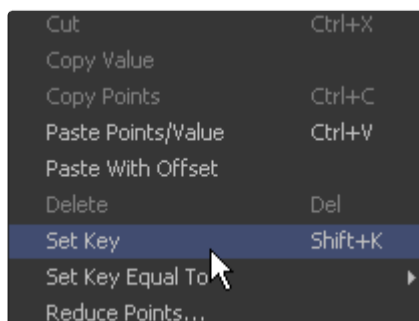 Cut Ctrl+X
Copy Value
Copy Points Ctrl+C
Paste Points/Value Ctrl+V
Paste With Offset
Delete Del
Set Key Shift+K
Set Key Equal To
Reduce Points...